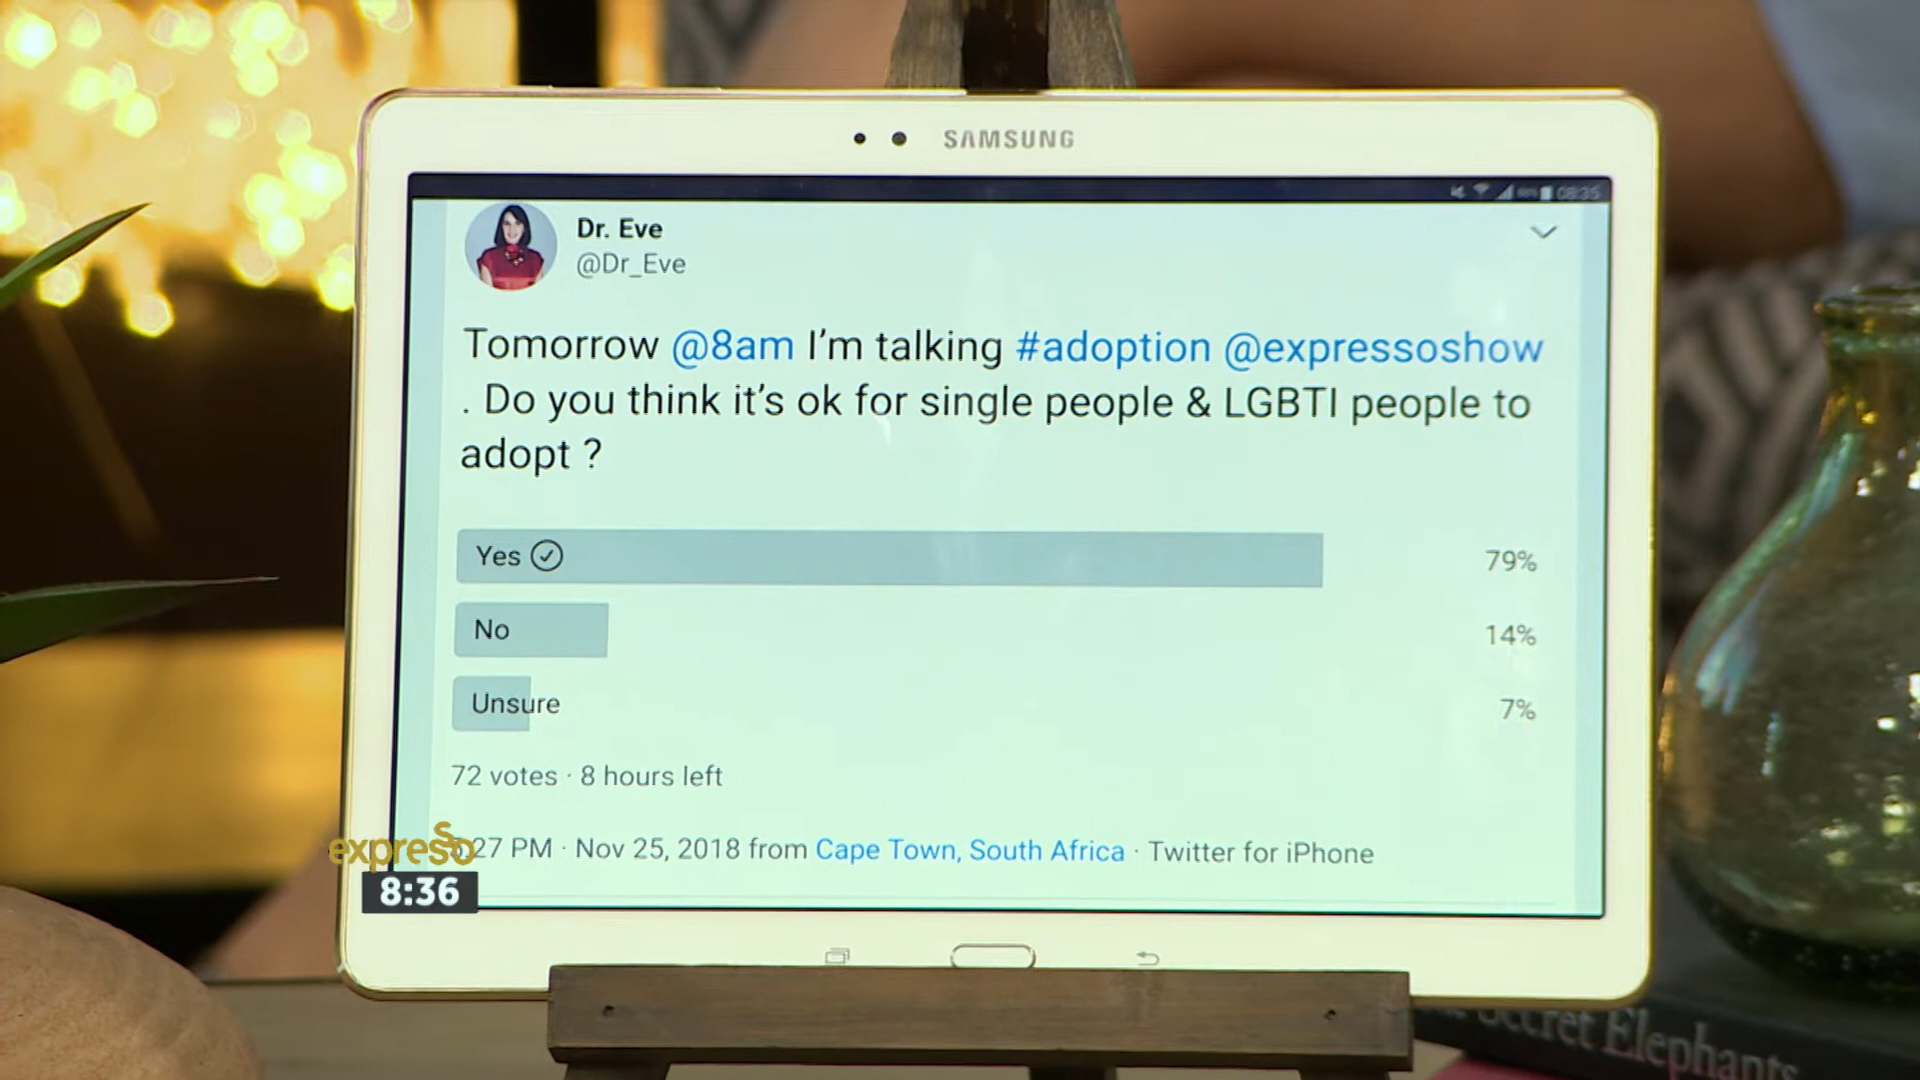 SAMSUNG
08:35
Dr. Eve
@Dr_Eve
Tomorrow @8am I'm talking #adoption @expressoshow
. Do you think it's ok for single people & LGBTI people to
adopt ?
Yes 79%
No 14%
Unsure 7%
72 votes · 8 hours left
:27 PM · Nov 25, 2018 from Cape Town, South Africa · Twitter for iPhone
expresso
8:36
Secret Elephants